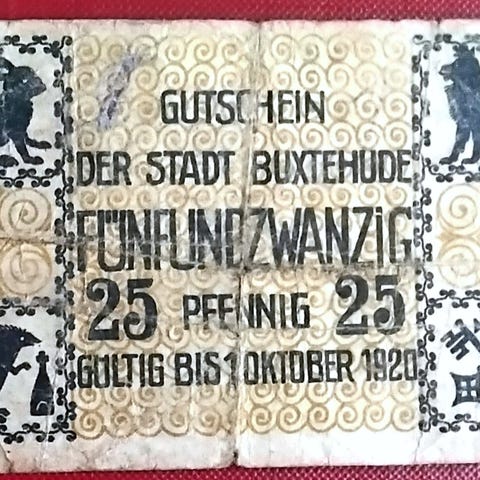 GUTSCHEIN
DER STADT BUXTEHUDE
FÜNFUNDZWANZIG
25 PFENNIG 25
GÜLTIG BIS 1 OKTOBER 1920